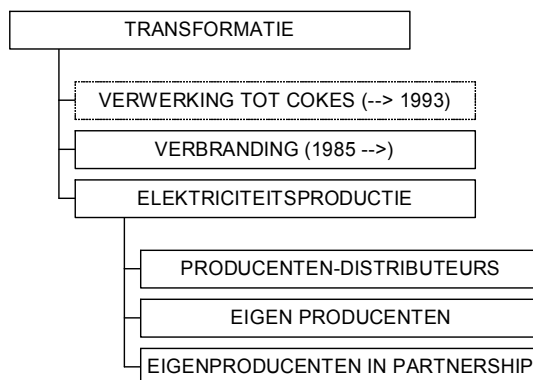 TRANSFORMATIE
VERWERKING TOT COKES (--> 1993)
VERBRANDING (1985 -->)
ELEKTRICITEITSPRODUCTIE
PRODUCENTEN-DISTRIBUTEURS
EIGEN PRODUCENTEN
EIGENPRODUCENTEN IN PARTNERSHIP